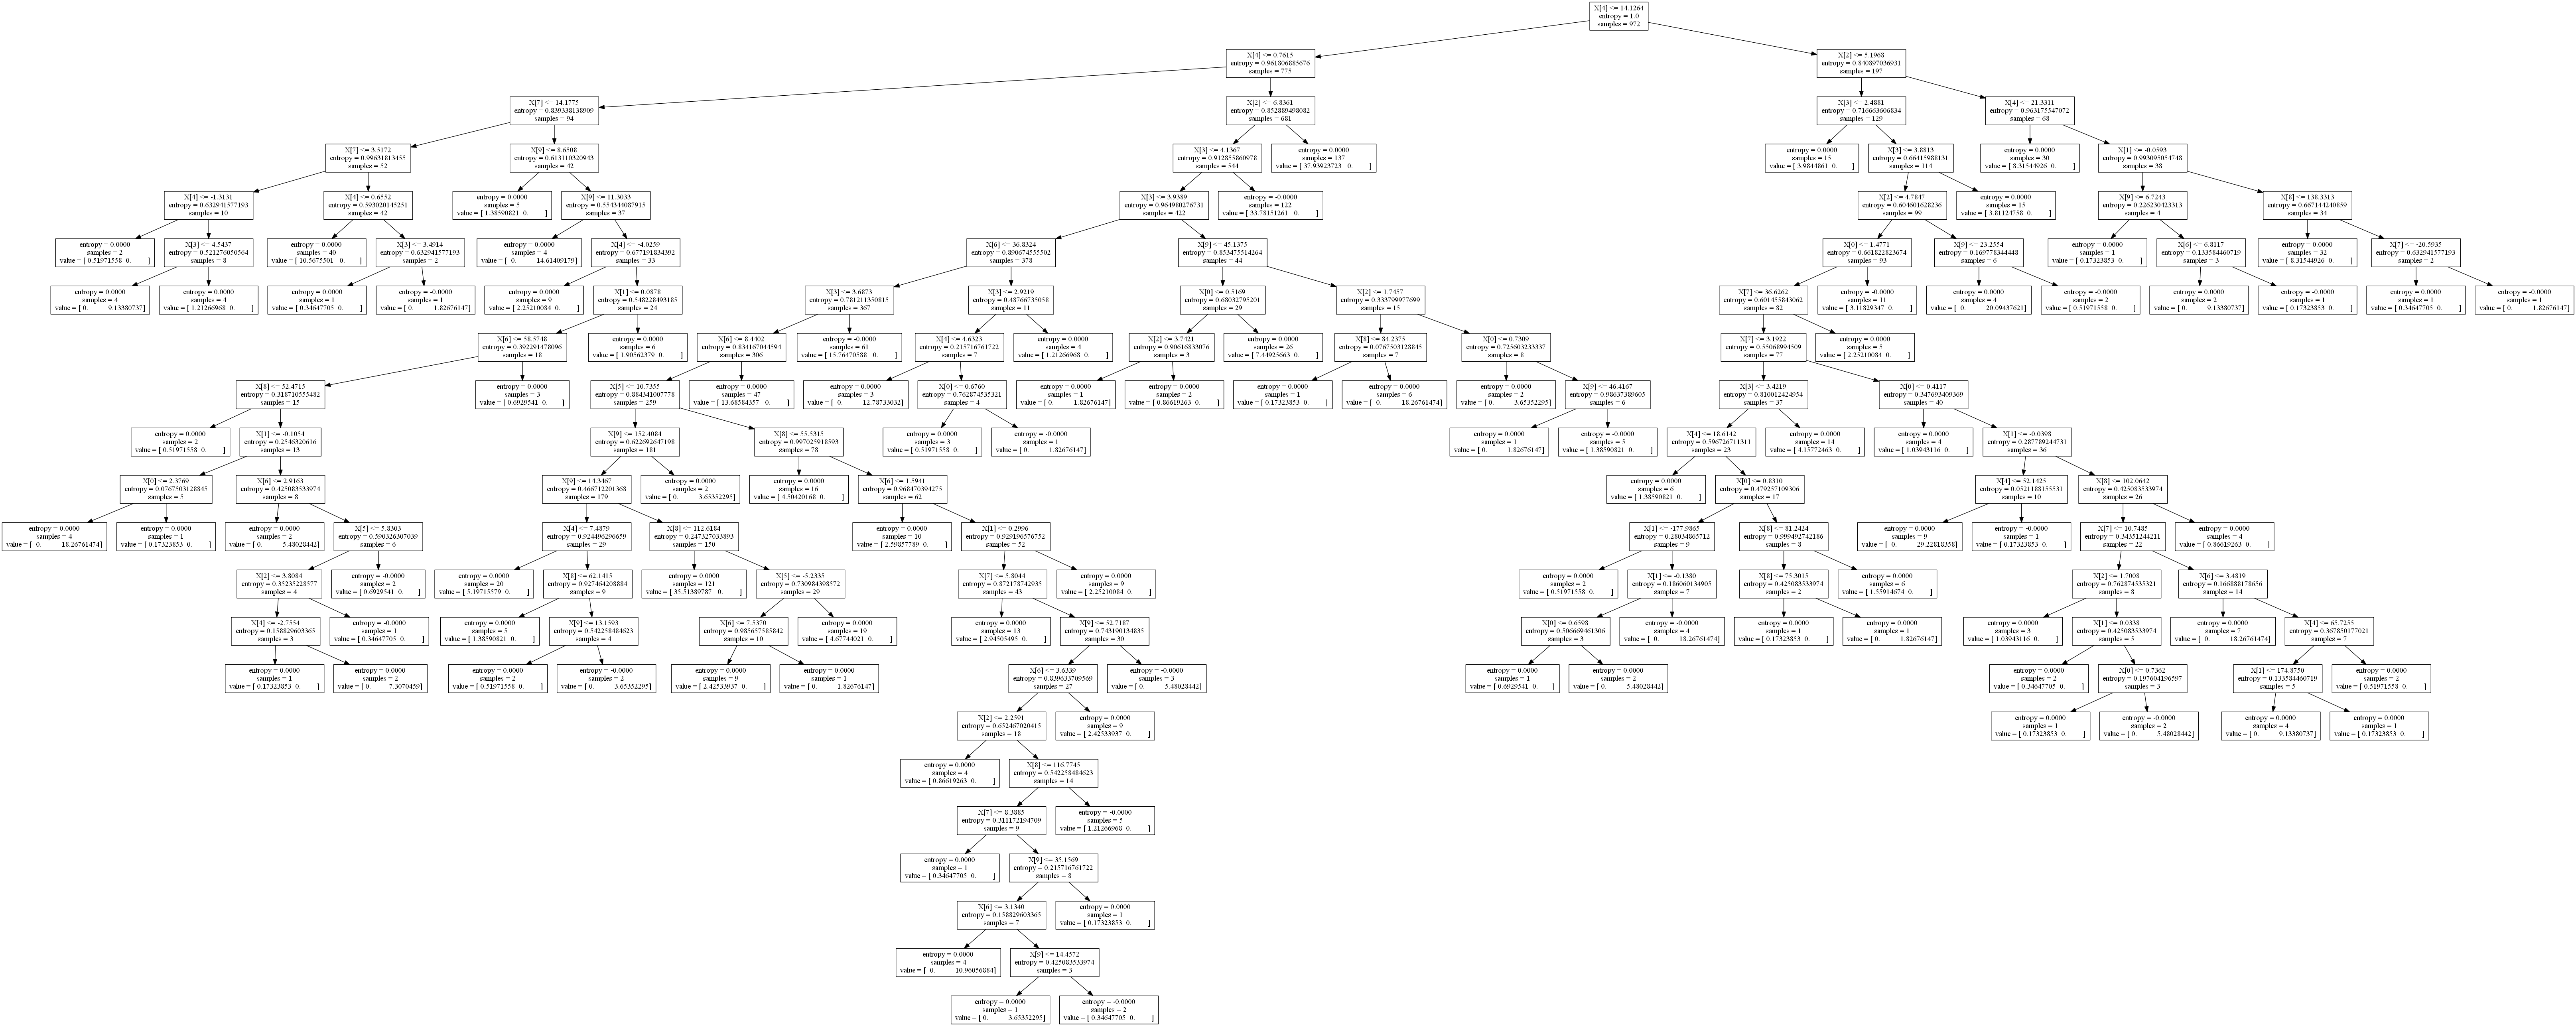 X[4] <= 14.1264
entropy = 1.0
samples = 972
X[4] <= 0.7615
entropy = 0.961806885676
samples = 775
X[2] <= 5.1968
entropy = 0.840897036931
samples = 197
X[7] <= 14.1775
entropy = 0.839338138909
samples = 94
X[2] <= 6.8361
entropy = 0.852889498082
samples = 681
X[3] <= 2.4881
entropy = 0.716663606834
samples = 129
X[4] <= 21.3311
entropy = 0.963175547072
samples = 68
X[7] <= 3.5172
entropy = 0.99631813455
samples = 52
X[9] <= 8.6508
entropy = 0.613110320943
samples = 42
X[3] <= 4.1367
entropy = 0.912855860978
samples = 544
entropy = 0.0000
samples = 137
value = [ 37.93923723 0. ]
entropy = 0.0000
samples = 15
value = [ 3.9844861 0. ]
X[3] <= 3.8813
entropy = 0.66415988131
samples = 114
entropy = 0.0000
samples = 30
value = [ 8.31544926 0. ]
X[1] <= -0.0593
entropy = 0.993095054748
samples = 38
X[4] <= -1.3131
entropy = 0.632941577193
samples = 10
X[4] <= 0.6552
entropy = 0.593020145251
samples = 42
entropy = 0.0000
samples = 5
value = [ 1.38590821 0. ]
X[9] <= 11.3033
entropy = 0.554344087915
samples = 37
X[3] <= 3.9389
entropy = 0.964980276731
samples = 422
entropy = -0.0000
samples = 122
value = [ 33.78151261 0. ]
X[2] <= 4.7847
entropy = 0.604601628236
samples = 99
entropy = 0.0000
samples = 15
value = [ 3.81124758 0. ]
X[9] <= 6.7243
entropy = 0.226230423313
samples = 4
X[8] <= 138.3313
entropy = 0.667144240859
samples = 34
entropy = 0.0000
samples = 2
value = [ 0.51971558 0. ]
X[3] <= 4.5437
entropy = 0.521276050564
samples = 8
entropy = 0.0000
samples = 40
value = [ 10.5675501 0. ]
X[3] <= 3.4914
entropy = 0.632941577193
samples = 2
entropy = 0.0000
samples = 4
value = [ 0. 14.61409179]
X[4] <= -4.0259
entropy = 0.677191834392
samples = 33
X[6] <= 36.8324
entropy = 0.890674555502
samples = 378
X[9] <= 45.1375
entropy = 0.853475514264
samples = 44
X[0] <= 1.4771
entropy = 0.661822823674
samples = 93
X[9] <= 23.2554
entropy = 0.169778344448
samples = 6
entropy = 0.0000
samples = 1
value = [ 0.17323853 0. ]
X[6] <= 6.8117
entropy = 0.133584460719
samples = 3
entropy = 0.0000
samples = 32
value = [ 8.31544926 0. ]
X[7] <= -20.5935
entropy = 0.632941577193
samples = 2
entropy = 0.0000
samples = 4
value = [ 0. 9.13380737]
entropy = 0.0000
samples = 4
value = [ 1.21266968 0. ]
entropy = 0.0000
samples = 1
value = [ 0.34647705 0. ]
entropy = -0.0000
samples = 1
value = [ 0. 1.82676147]
entropy = 0.0000
samples = 9
value = [ 2.25210084 0. ]
X[1] <= 0.0878
entropy = 0.548228493185
samples = 24
X[3] <= 3.6873
entropy = 0.781211350815
samples = 367
X[3] <= 2.9219
entropy = 0.48766735058
samples = 11
X[0] <= 0.5169
entropy = 0.68032795201
samples = 29
X[2] <= 1.7457
entropy = 0.333799977699
samples = 15
X[7] <= 36.6262
entropy = 0.601455843062
samples = 82
entropy = -0.0000
samples = 11
value = [ 3.11829347 0. ]
entropy = 0.0000
samples = 4
value = [ 0. 20.09437621]
entropy = -0.0000
samples = 2
value = [ 0.51971558 0. ]
entropy = 0.0000
samples = 2
value = [ 0. 9.13380737]
entropy = -0.0000
samples = 1
value = [ 0.17323853 0. ]
entropy = 0.0000
samples = 1
value = [ 0.34647705 0. ]
entropy = -0.0000
samples = 1
value = [ 0. 1.82676147]
X[6] <= 58.5748
entropy = 0.392291478096
samples = 18
entropy = 0.0000
samples = 6
value = [ 1.90562379 0. ]
X[6] <= 8.4402
entropy = 0.834167044594
samples = 306
entropy = -0.0000
samples = 61
value = [ 15.76470588 0. ]
X[4] <= 4.6323
entropy = 0.215716761722
samples = 7
entropy = 0.0000
samples = 4
value = [ 1.21266968 0. ]
X[2] <= 3.7421
entropy = 0.90616833076
samples = 3
entropy = 0.0000
samples = 26
value = [ 7.44925663 0. ]
X[8] <= 84.2375
entropy = 0.0767503128845
samples = 7
X[0] <= 0.7309
entropy = 0.725603233337
samples = 8
X[7] <= 3.1922
entropy = 0.55068994509
samples = 77
entropy = 0.0000
samples = 5
value = [ 2.25210084 0. ]
X[8] <= 52.4715
entropy = 0.318710555482
samples = 15
entropy = 0.0000
samples = 3
value = [ 0.6929541 0. ]
X[5] <= 10.7355
entropy = 0.884341007778
samples = 259
entropy = 0.0000
samples = 47
value = [ 13.68584357 0. ]
entropy = 0.0000
samples = 3
value = [ 0. 12.78733032]
X[0] <= 0.6760
entropy = 0.762874535321
samples = 4
entropy = 0.0000
samples = 1
value = [ 0. 1.82676147]
entropy = 0.0000
samples = 2
value = [ 0.86619263 0. ]
entropy = 0.0000
samples = 1
value = [ 0.17323853 0. ]
entropy = 0.0000
samples = 6
value = [ 0. 18.26761474]
entropy = 0.0000
samples = 2
value = [ 0. 3.65352295]
X[9] <= 46.4167
entropy = 0.98637389605
samples = 6
X[3] <= 3.4219
entropy = 0.810012424954
samples = 37
X[0] <= 0.4117
entropy = 0.347693409369
samples = 40
entropy = 0.0000
samples = 2
value = [ 0.51971558 0. ]
X[1] <= -0.1054
entropy = 0.2546320616
samples = 13
X[9] <= 152.4084
entropy = 0.622692647198
samples = 181
X[8] <= 55.5315
entropy = 0.997025918593
samples = 78
entropy = 0.0000
samples = 3
value = [ 0.51971558 0. ]
entropy = -0.0000
samples = 1
value = [ 0. 1.82676147]
entropy = 0.0000
samples = 1
value = [ 0. 1.82676147]
entropy = -0.0000
samples = 5
value = [ 1.38590821 0. ]
X[4] <= 18.6142
entropy = 0.596726711311
samples = 23
entropy = 0.0000
samples = 14
value = [ 4.15772463 0. ]
entropy = 0.0000
samples = 4
value = [ 1.03943116 0. ]
X[1] <= -0.0398
entropy = 0.287789244731
samples = 36
X[0] <= 2.3769
entropy = 0.0767503128845
samples = 5
X[6] <= 2.9163
entropy = 0.425083533974
samples = 8
X[9] <= 14.3467
entropy = 0.466712201368
samples = 179
entropy = 0.0000
samples = 2
value = [ 0. 3.65352295]
entropy = 0.0000
samples = 16
value = [ 4.50420168 0. ]
X[6] <= 1.5941
entropy = 0.968470394275
samples = 62
entropy = 0.0000
samples = 6
value = [ 1.38590821 0. ]
X[0] <= 0.8310
entropy = 0.479257109306
samples = 17
X[4] <= 52.1425
entropy = 0.0521188155531
samples = 10
X[8] <= 102.0642
entropy = 0.425083533974
samples = 26
entropy = 0.0000
samples = 4
value = [ 0. 18.26761474]
entropy = 0.0000
samples = 1
value = [ 0.17323853 0. ]
entropy = 0.0000
samples = 2
value = [ 0. 5.48028442]
X[5] <= 5.8303
entropy = 0.590326307039
samples = 6
X[4] <= 7.4879
entropy = 0.924496296659
samples = 29
X[8] <= 112.6184
entropy = 0.247327033893
samples = 150
entropy = 0.0000
samples = 10
value = [ 2.59857789 0. ]
X[1] <= 0.2996
entropy = 0.929196576752
samples = 52
X[1] <= -177.9865
entropy = 0.28034865712
samples = 9
X[8] <= 81.2424
entropy = 0.999492742186
samples = 8
entropy = 0.0000
samples = 9
value = [ 0. 29.22818358]
entropy = -0.0000
samples = 1
value = [ 0.17323853 0. ]
X[7] <= 10.7485
entropy = 0.34351244211
samples = 22
entropy = 0.0000
samples = 4
value = [ 0.86619263 0. ]
X[2] <= 3.8084
entropy = 0.35235228577
samples = 4
entropy = -0.0000
samples = 2
value = [ 0.6929541 0. ]
entropy = 0.0000
samples = 20
value = [ 5.19715579 0. ]
X[8] <= 62.1415
entropy = 0.927464208884
samples = 9
entropy = 0.0000
samples = 121
value = [ 35.51389787 0. ]
X[5] <= -5.2335
entropy = 0.730984398572
samples = 29
X[7] <= 5.8044
entropy = 0.872178742935
samples = 43
entropy = 0.0000
samples = 9
value = [ 2.25210084 0. ]
entropy = 0.0000
samples = 2
value = [ 0.51971558 0. ]
X[1] <= -0.1380
entropy = 0.186060134905
samples = 7
X[8] <= 75.3015
entropy = 0.425083533974
samples = 2
entropy = 0.0000
samples = 6
value = [ 1.55914674 0. ]
X[2] <= 1.7008
entropy = 0.762874535321
samples = 8
X[6] <= 3.4819
entropy = 0.166888178656
samples = 14
X[4] <= -2.7554
entropy = 0.158829603365
samples = 3
entropy = -0.0000
samples = 1
value = [ 0.34647705 0. ]
entropy = 0.0000
samples = 5
value = [ 1.38590821 0. ]
X[9] <= 13.1593
entropy = 0.542258484623
samples = 4
X[6] <= 7.5370
entropy = 0.985657585842
samples = 10
entropy = 0.0000
samples = 19
value = [ 4.67744021 0. ]
entropy = 0.0000
samples = 13
value = [ 2.94505495 0. ]
X[9] <= 52.7187
entropy = 0.743190134835
samples = 30
X[0] <= 0.6598
entropy = 0.506669461306
samples = 3
entropy = -0.0000
samples = 4
value = [ 0. 18.26761474]
entropy = 0.0000
samples = 1
value = [ 0.17323853 0. ]
entropy = 0.0000
samples = 1
value = [ 0. 1.82676147]
entropy = 0.0000
samples = 3
value = [ 1.03943116 0. ]
X[1] <= 0.0338
entropy = 0.425083533974
samples = 5
entropy = 0.0000
samples = 7
value = [ 0. 18.26761474]
X[4] <= 65.7255
entropy = 0.367850177021
samples = 7
entropy = 0.0000
samples = 1
value = [ 0.17323853 0. ]
entropy = 0.0000
samples = 2
value = [ 0. 7.3070459]
entropy = 0.0000
samples = 2
value = [ 0.51971558 0. ]
entropy = -0.0000
samples = 2
value = [ 0. 3.65352295]
entropy = 0.0000
samples = 9
value = [ 2.42533937 0. ]
entropy = 0.0000
samples = 1
value = [ 0. 1.82676147]
X[6] <= 3.6339
entropy = 0.839633709569
samples = 27
entropy = -0.0000
samples = 3
value = [ 0. 5.48028442]
entropy = 0.0000
samples = 1
value = [ 0.6929541 0. ]
entropy = 0.0000
samples = 2
value = [ 0. 5.48028442]
entropy = 0.0000
samples = 2
value = [ 0.34647705 0. ]
X[0] <= 0.7362
entropy = 0.197604196597
samples = 3
X[1] <= 174.8750
entropy = 0.133584460719
samples = 5
entropy = 0.0000
samples = 2
value = [ 0.51971558 0. ]
X[2] <= 2.2591
entropy = 0.652467020415
samples = 18
entropy = 0.0000
samples = 9
value = [ 2.42533937 0. ]
entropy = 0.0000
samples = 1
value = [ 0.17323853 0. ]
entropy = -0.0000
samples = 2
value = [ 0. 5.48028442]
entropy = 0.0000
samples = 4
value = [ 0. 9.13380737]
entropy = 0.0000
samples = 1
value = [ 0.17323853 0. ]
entropy = 0.0000
samples = 4
value = [ 0.86619263 0. ]
X[8] <= 116.7745
entropy = 0.542258484623
samples = 14
X[7] <= 8.3885
entropy = 0.311172194709
samples = 9
entropy = -0.0000
samples = 5
value = [ 1.21266968 0. ]
entropy = 0.0000
samples = 1
value = [ 0.34647705 0. ]
X[9] <= 35.1569
entropy = 0.215716761722
samples = 8
X[6] <= 3.1340
entropy = 0.158829603365
samples = 7
entropy = 0.0000
samples = 1
value = [ 0.17323853 0. ]
entropy = 0.0000
samples = 4
value = [ 0. 10.96056884]
X[9] <= 14.4572
entropy = 0.425083533974
samples = 3
entropy = 0.0000
samples = 1
value = [ 0. 3.65352295]
entropy = -0.0000
samples = 2
value = [ 0.34647705 0. ]